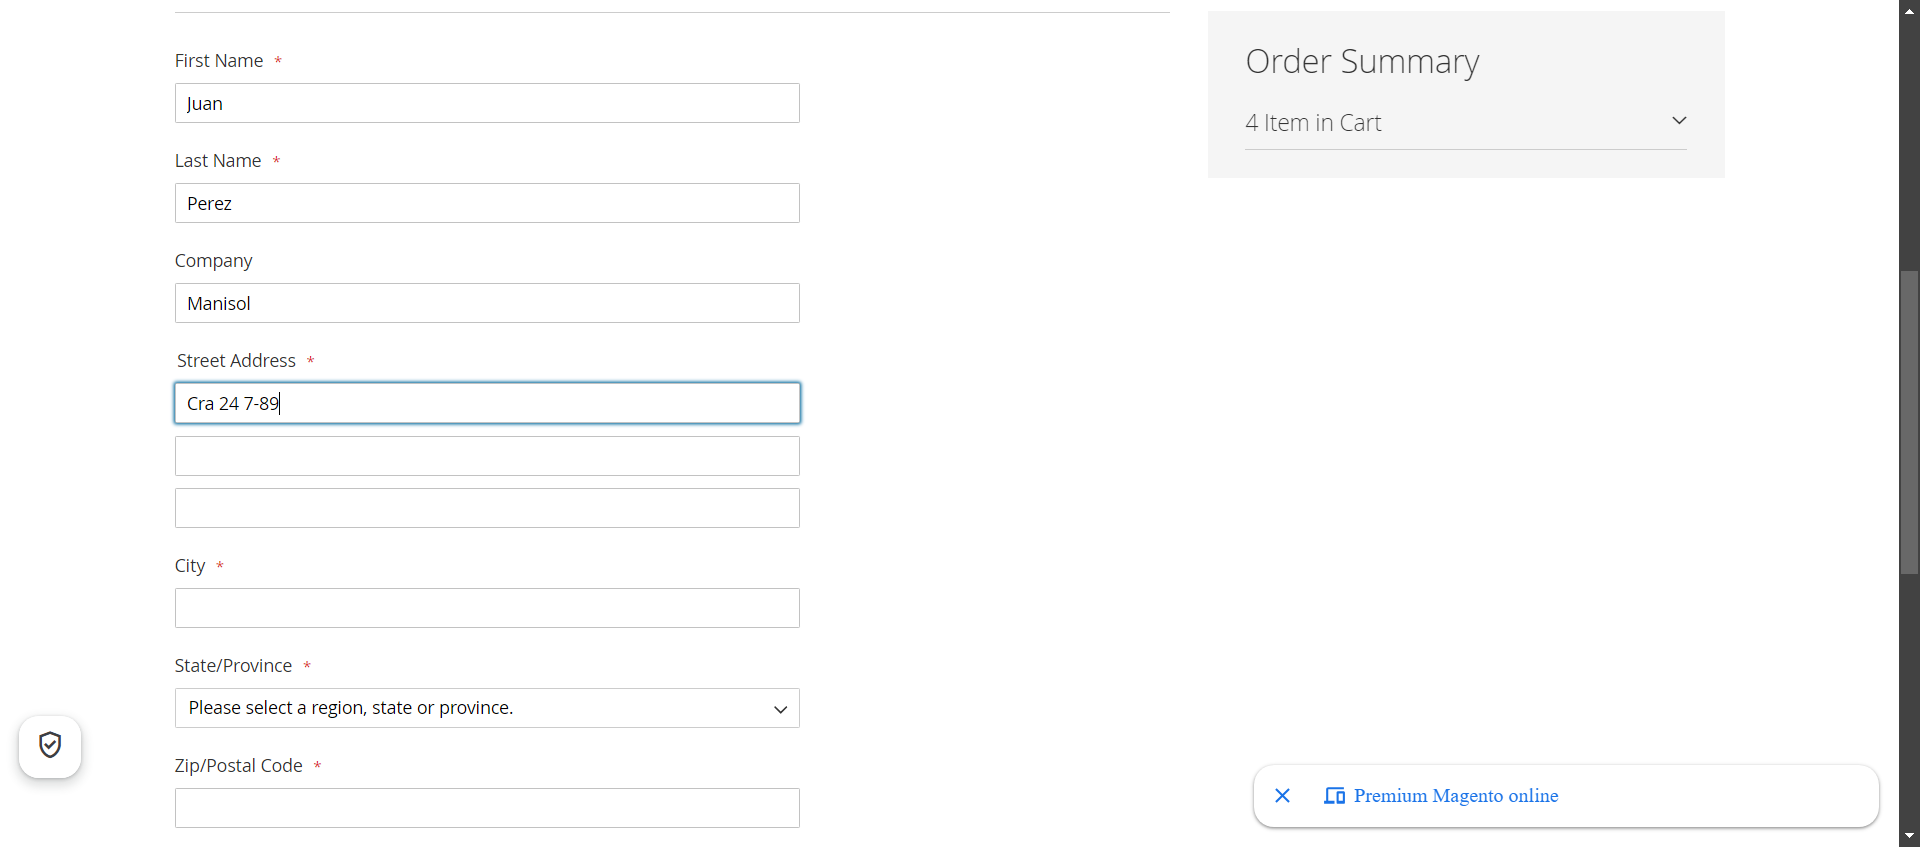 First Name *
Juan
Last Name *
Perez
Company
Manisol
Street Address *
Cra 24 7-89
City *
State/Province *
Please select a region, state or province.
Zip/Postal Code *
Order Summary
4 Item in Cart
Premium Magento online